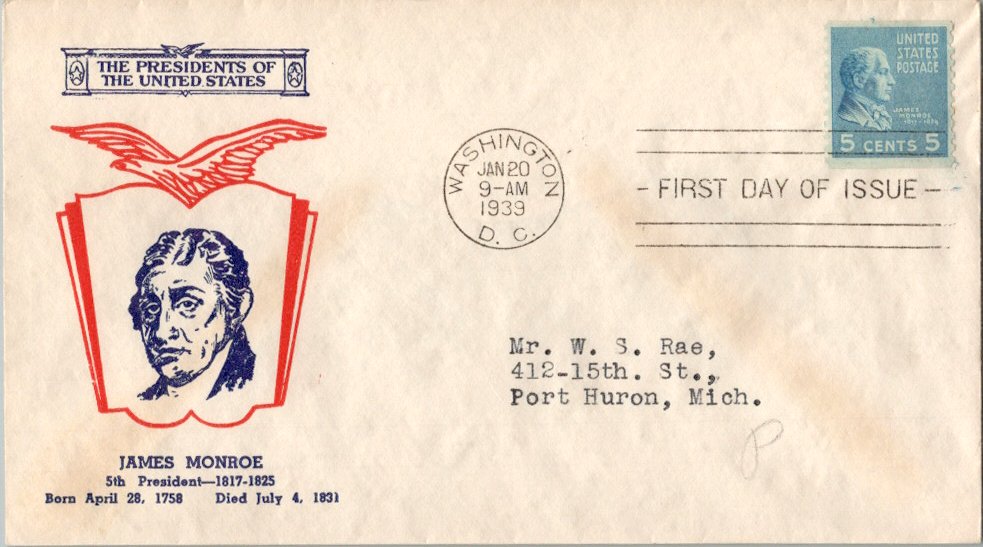 THE PRESIDENTS OF
THE UNITED STATES
JAMES MONROE
5th President—1817-1825
Born April 28, 1758 Died July 4, 1831
WASHINGTON
JAN 20
9-AM
1939
D. C.
UNITED
STATES
POSTAGE
JAMES
MONROE
5 CENTS 5
- FIRST DAY OF ISSUE -
Mr. W. S. Rae,
412-15th. St.,
Port Huron, Mich.
P